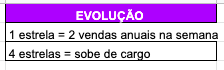 EVOLUÇÃO
1 estrela = 2 vendas anuais na semana
4 estrelas = sobe de cargo